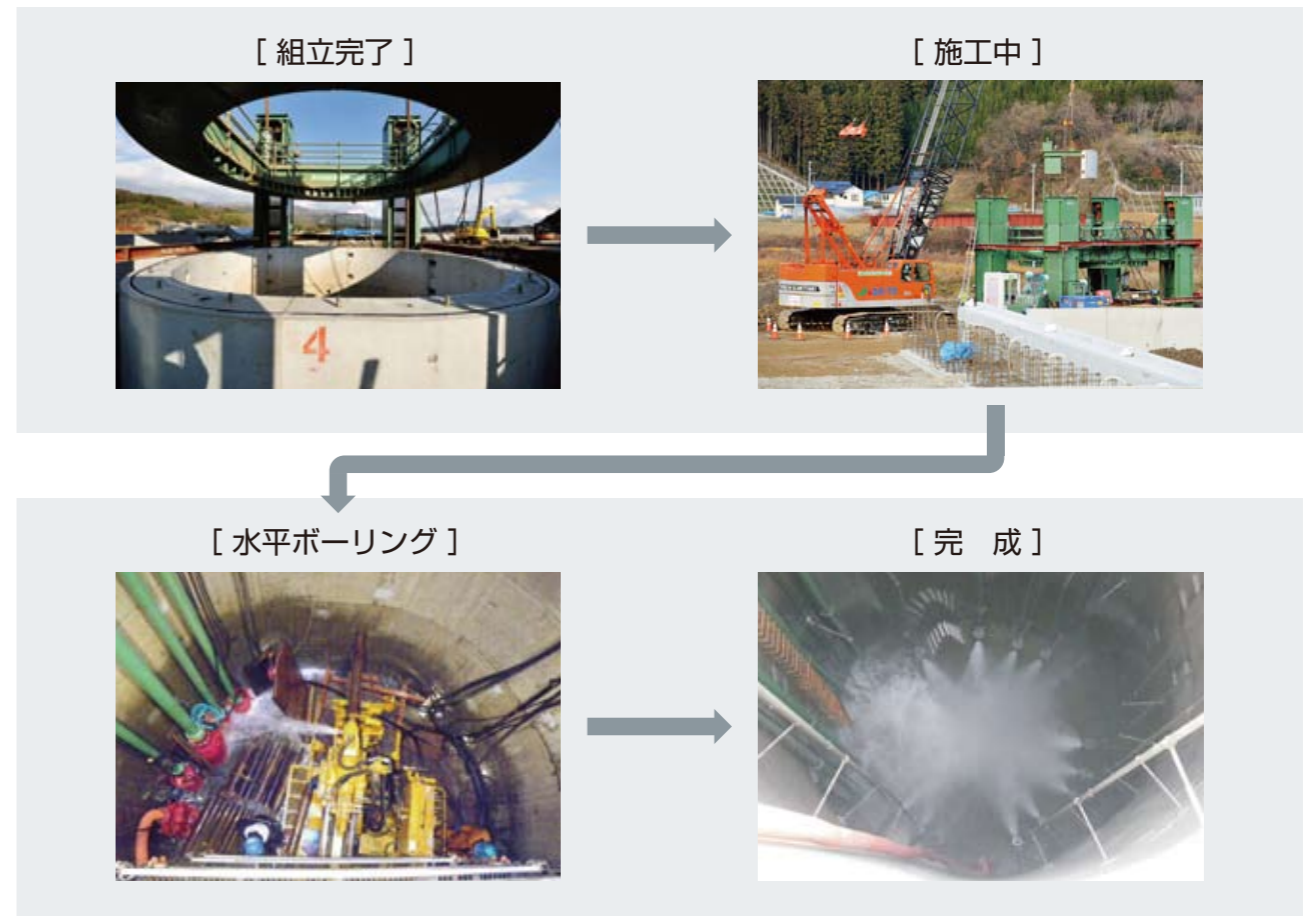 [ 組立完了 ]
[ 施工中 ]
4
[ 水平ボーリング ]
[ 完　成 ]